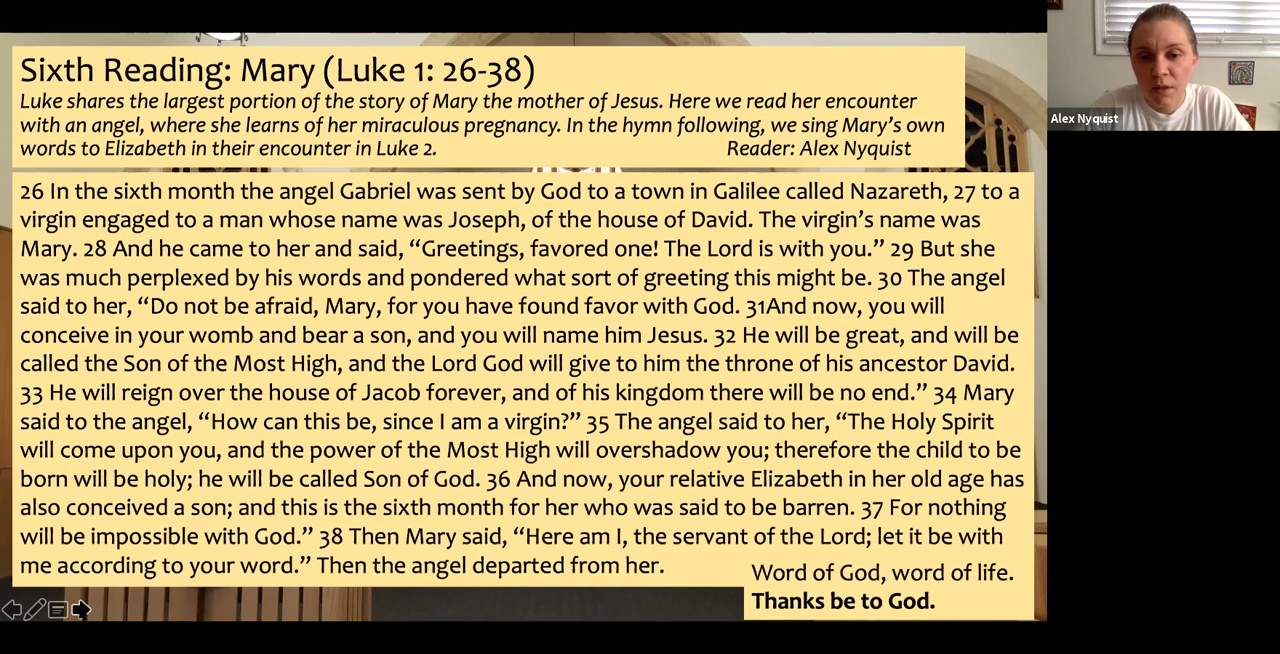 Sixth Reading: Mary (Luke 1: 26-38)
Luke shares the largest portion of the story of Mary the mother of Jesus. Here we read her encounter
with an angel, where she learns of her miraculous pregnancy. In the hymn following, we sing Mary's own
words to Elizabeth in their encounter in Luke 2. Reader: Alex Nyquist
26 In the sixth month the angel Gabriel was sent by God to a town in Galilee called Nazareth, 27 to a
virgin engaged to a man whose name was Joseph, of the house of David. The virgin's name was
Mary. 28 And he came to her and said, “Greetings, favored one! The Lord is with you.” 29 But she
was much perplexed by his words and pondered what sort of greeting this might be. 30 The angel
said to her, “Do not be afraid, Mary, for you have found favor with God. 31And now, you will
conceive in your womb and bear a son, and you will name him Jesus. 32 He will be great, and will be
called the Son of the Most High, and the Lord God will give to him the throne of his ancestor David.
33 He will reign over the house of Jacob forever, and of his kingdom there will be no end.” 34 Mary
said to the angel, “How can this be, since I am a virgin?” 35 The angel said to her, “The Holy Spirit
will come upon you, and the power of the Most High will overshadow you; therefore the child to be
born will be holy; he will be called Son of God. 36 And now, your relative Elizabeth in her old age has
also conceived a son; and this is the sixth month for her who was said to be barren. 37 For nothing
will be impossible with God.” 38 Then Mary said, “Here am I, the servant of the Lord; let it be with
me according to your word.” Then the angel departed from her.
Word of God, word of life.
Thanks be to God.
Alex Nyquist